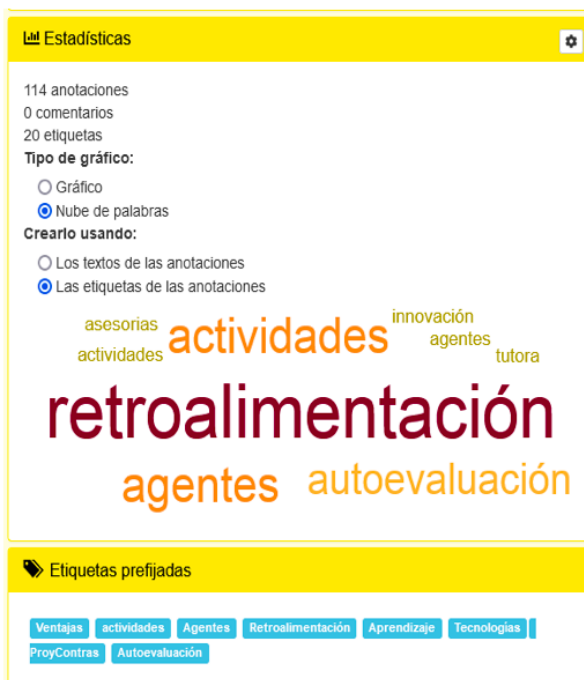 Estadísticas
114 anotaciones
0 comentarios
20 etiquetas
Tipo de gráfico:
Gráfico
Nube de palabras
Crearlo usando:
Los textos de las anotaciones
Las etiquetas de las anotaciones
asesorias actividades innovación
actividades agentes tutora
retroalimentación
agentes autoevaluación
Etiquetas prefijadas
Ventajas actividades Agentes Retroalimentación Aprendizaje Tecnologias
ProyContras Autoevaluación